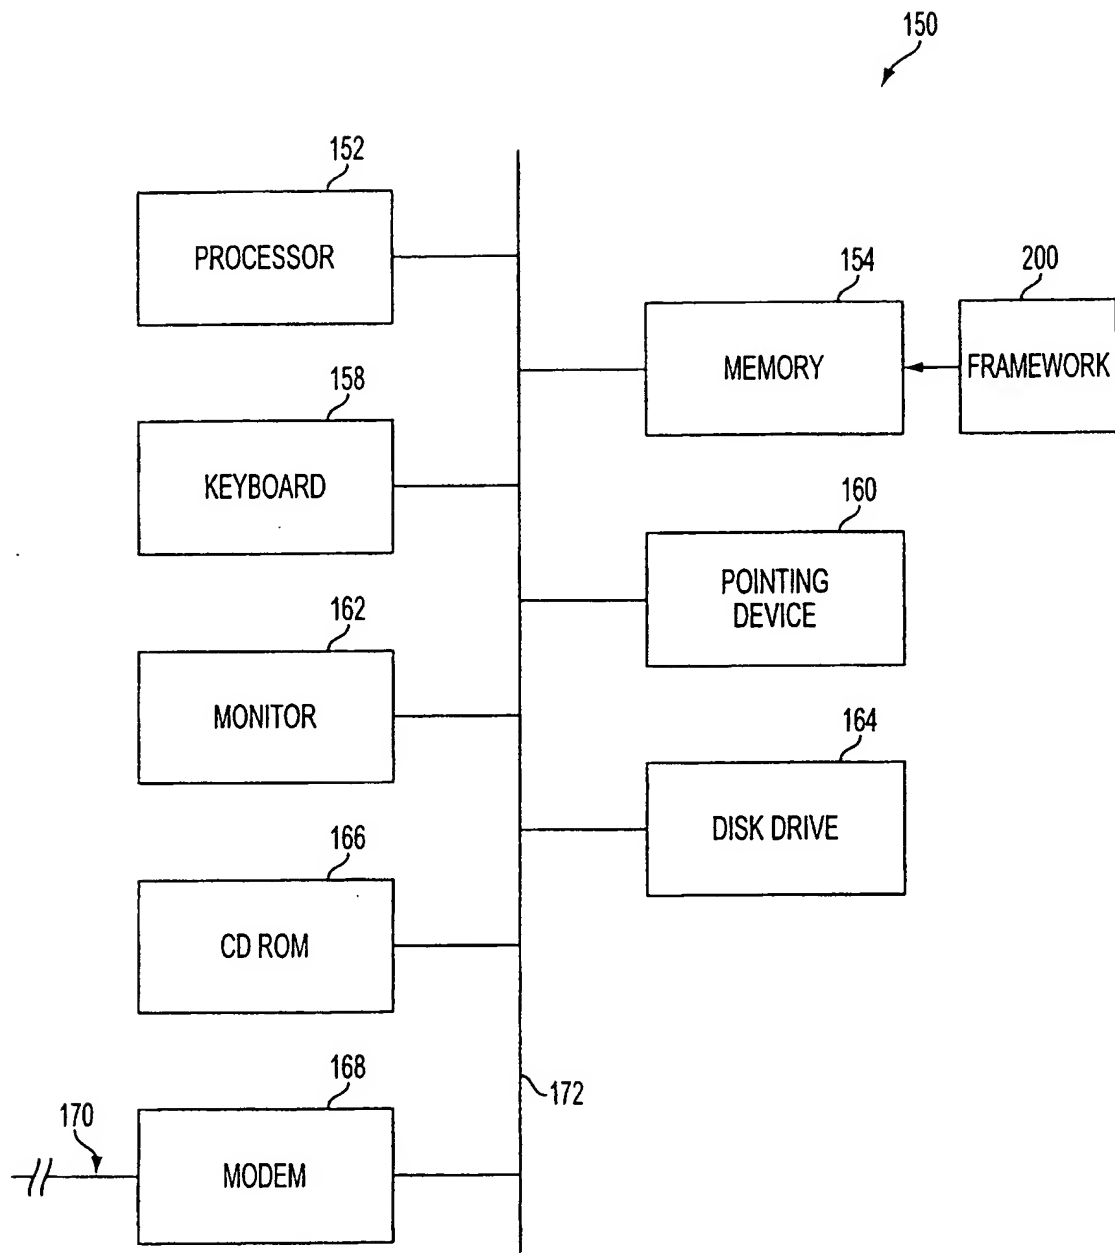 150
152
PROCESSOR
154
MEMORY
200
FRAMEWORK
158
KEYBOARD
160
POINTING
DEVICE
162
MONITOR
164
DISK DRIVE
166
CD ROM
168
MODEM
170
172